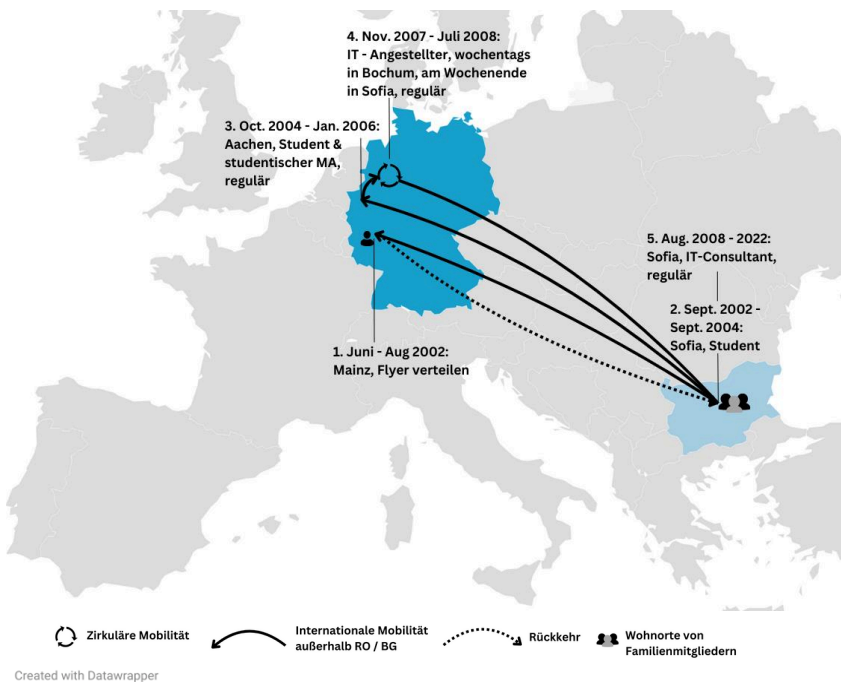 4. Nov. 2007 - Juli 2008:
IT - Angestellter, wochentags
in Bochum, am Wochenende
in Sofia, regulär
3. Oct. 2004 - Jan. 2006:
Aachen, Student &
studentischer MA,
regulär
5. Aug. 2008 - 2022:
Sofia, IT-Consultant,
regulär
2. Sept. 2002 -
Sept. 2004:
Sofia, Student
1. Juni - Aug 2002:
Mainz, Flyer verteilen
Zirkuläre Mobilität
Internationale Mobilität
außerhalb RO / BG
Rückkehr
Wohnorte von
Familienmitgliedern
Created with Datawrapper